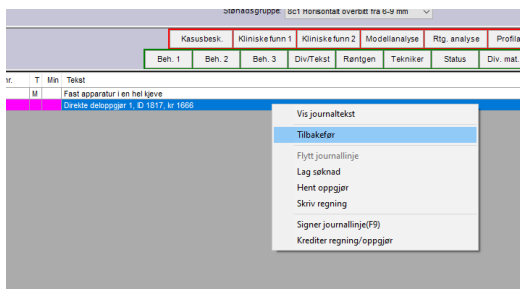 Stønadsgruppe 8c1 Horisontalt overbitt fra 6-9 mm
Kasusbesk. Kliniske funn 1 Kliniske funn 2 Modellanalyse Rtg. analyse Profila
Beh. 1 Beh. 2 Beh. 3 Div/Tekst Røntgen Tekniker Status Div. mat.
nr. T Min Tekst
M Fast apparatur i en hel kjeve
Direkte deloppgjør 1, ID 1817, kr 1666
Vis journaltekst
Tilbakefør
Flytt journallinje
Lag søknad
Hent oppgjør
Skriv regning
Signer journallinje(F9)
Krediter regning/oppgjør